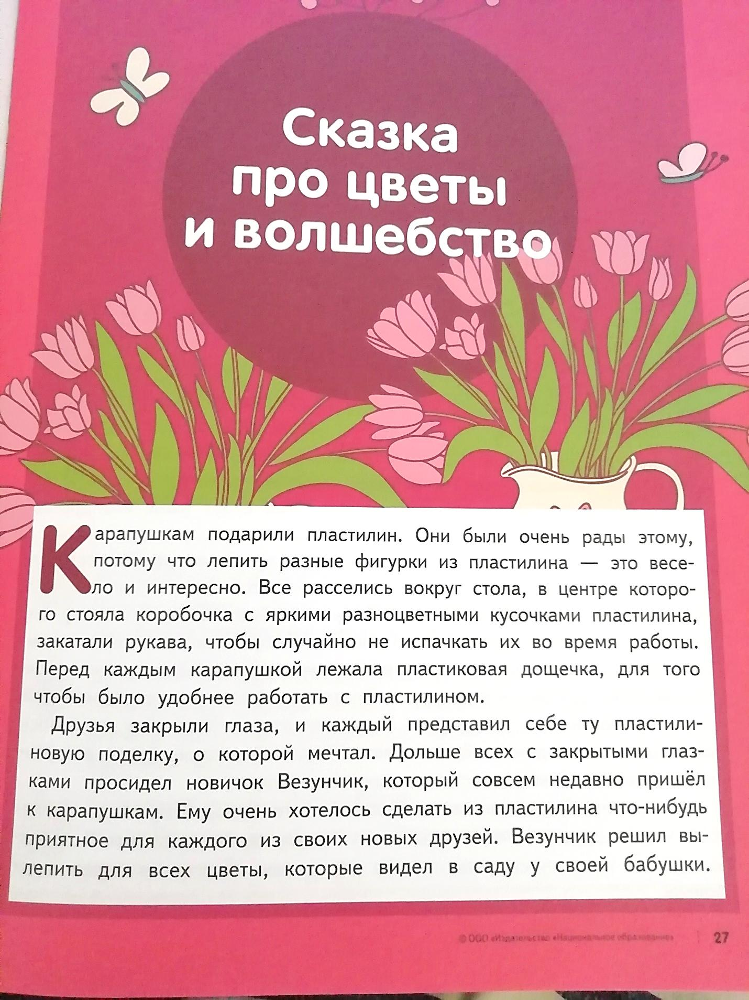 Сказка
про цветы
и волшебство
Карапушкам подарили пластилин. Они были очень рады этому,
потому что лепить разные фигурки из пластилина — это весе-
ло и интересно. Все расселись вокруг стола, в центре которо-
го стояла коробочка с яркими разноцветными кусочками пластилина,
закатали рукава, чтобы случайно не испачкать их во время работы.
Перед каждым карапушкой лежала пластиковая дощечка, для того
чтобы было удобнее работать с пластилином.
Друзья закрыли глаза, и каждый представил себе ту пластили-
новую поделку, о которой мечтал. Дольше всех с закрытыми глаз-
ками просидел новичок Везунчик, который совсем недавно пришёл
к карапушкам. Ему очень хотелось сделать из пластилина что-нибудь
приятное для каждого из своих новых друзей. Везунчик решил вы-
лепить для всех цветы, которые видел в саду у своей бабушки.
© ООО «Издательство «Национальное образование» 27